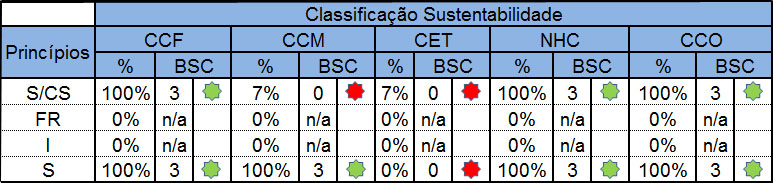 Classificação Sustentabilidade
Princípios CCF CCM CET NHC CCO
% BSC % BSC % BSC % BSC % BSC
S/CS 100% 3 7% 0 7% 0 100% 3 100% 3
FR 0% n/a 0% n/a 0% n/a 0% n/a 0% n/a
I 0% n/a 0% n/a 0% n/a 0% n/a 0% n/a
S 100% 3 100% 3 0% 0 100% 3 100% 3